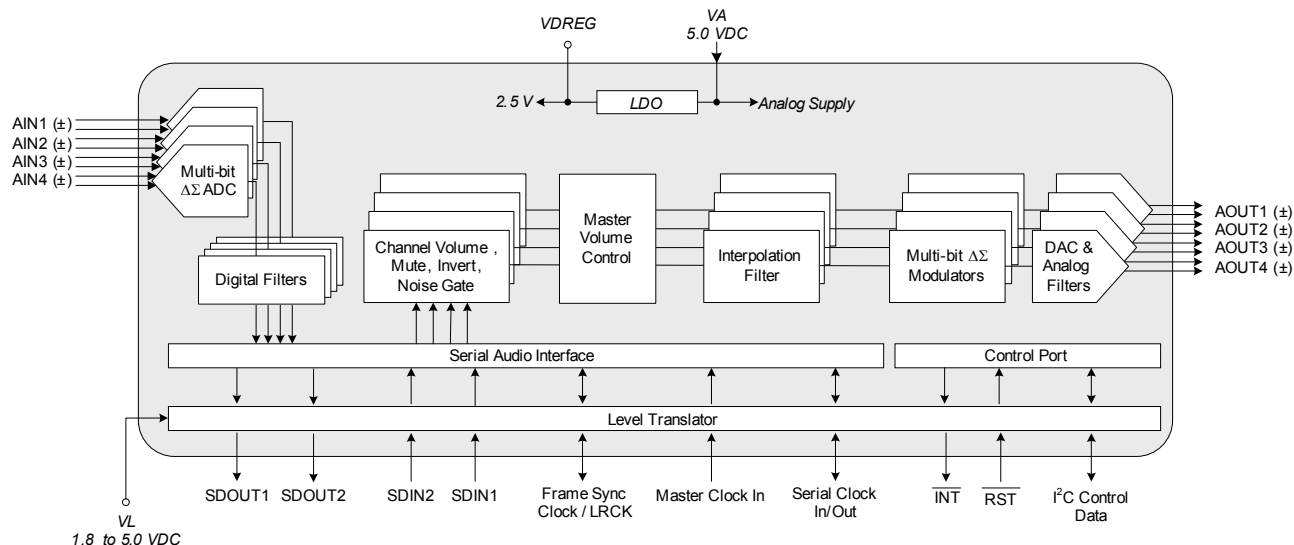 VDREG
VA
5.0 VDC
2.5 V
LDO
Analog Supply
AIN1 (±)
AIN2 (±)
AIN3 (±)
AIN4 (±)
Multi-bit
ΔΣ ADC
Digital Filters
Channel Volume ,
Mute, Invert,
Noise Gate
Master
Volume
Control
Interpolation
Filter
Multi-bit ΔΣ
Modulators
DAC &
Analog
Filters
AOUT1 (±)
AOUT2 (±)
AOUT3 (±)
AOUT4 (±)
Serial Audio Interface
Control Port
Level Translator
VL
1.8 to 5.0 VDC
SDOUT1
SDOUT2
SDIN2
SDIN1
Frame Sync
Clock / LRCK
Master Clock In
Serial Clock
In/Out
INT
RST
I²C Control
Data